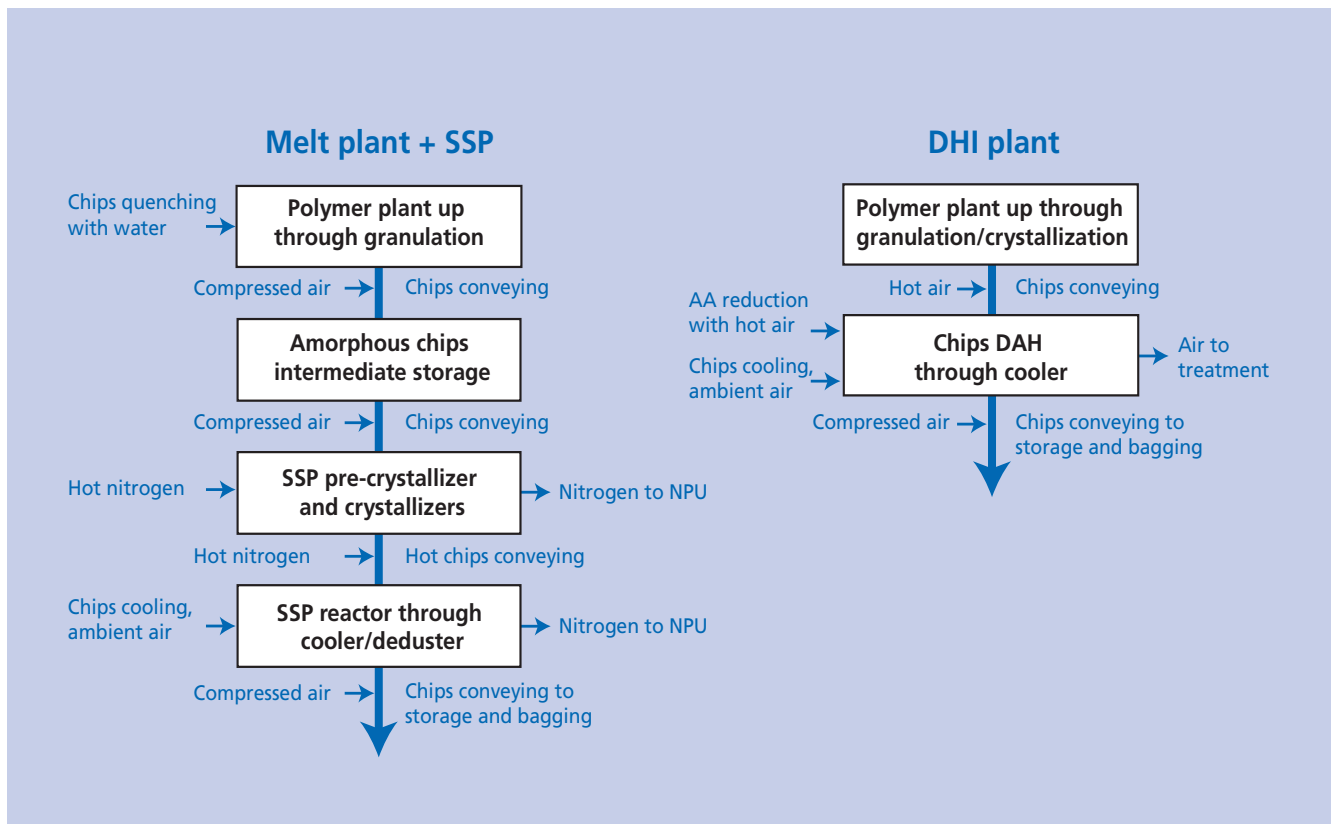 Melt plant + SSP
Chips quenching
with water
Polymer plant up
through granulation
Compressed air
Chips conveying
Amorphous chips
intermediate storage
Compressed air
Chips conveying
Hot nitrogen
SSP pre-crystallizer
and crystallizers
Nitrogen to NPU
Hot nitrogen
Hot chips conveying
Chips cooling,
ambient air
SSP reactor through
cooler/deduster
Nitrogen to NPU
Compressed air
Chips conveying to
storage and bagging
DHI plant
Polymer plant up through
granulation/crystallization
Hot air
Chips conveying
AA reduction
with hot air
Chips cooling,
ambient air
Chips DAH
through cooler
Air to
treatment
Compressed air
Chips conveying to
storage and bagging